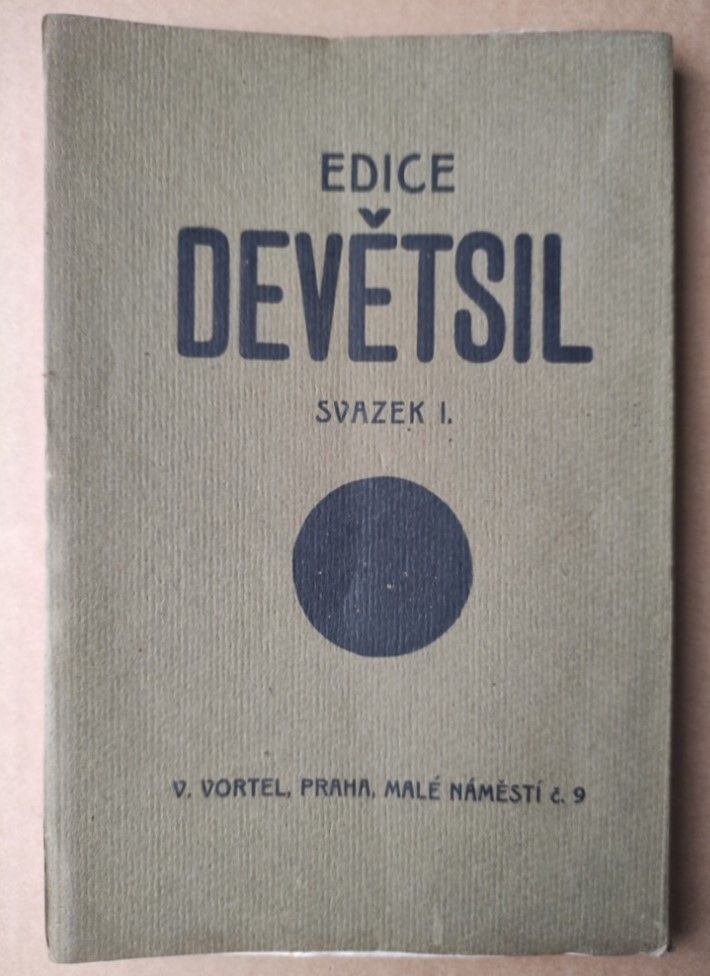 EDICE
DEVĚTSIL
SVAZEK I.
V. VORTEL, PRAHA, MALÉ NÁMĚSTÍ č. 9